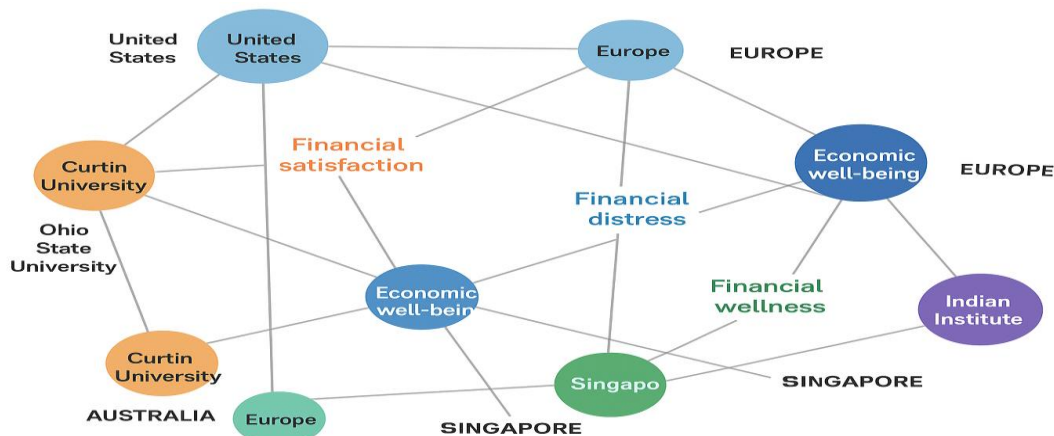 United
States
United
States
Europe
EUROPE
Financial
satisfaction
Curtin
University
Economic
well-being
EUROPE
Financial
distress
Ohio
State
University
Economic
well-bein
Financial
wellness
Indian
Institute
Curtin
University
Singapo
SINGAPORE
AUSTRALIA
Europe
SINGAPORE